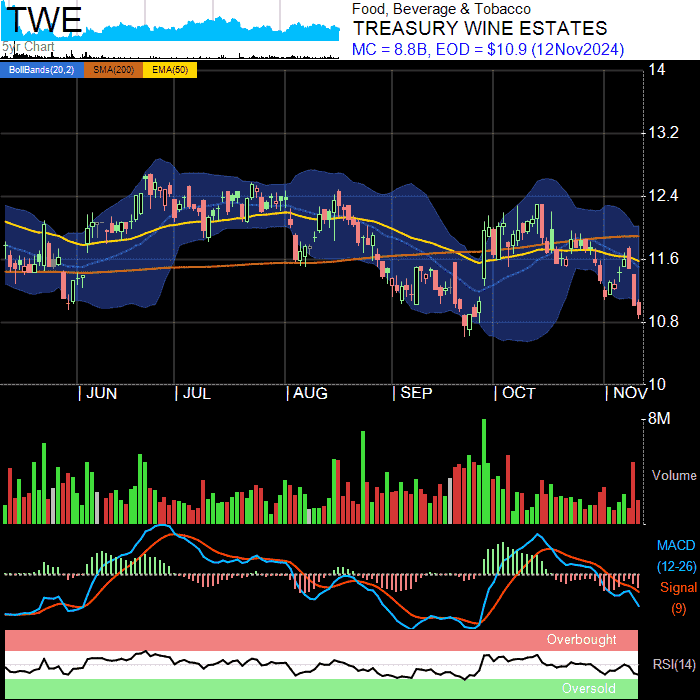 TWE
5yr Chart
Food, Beverage & Tobacco
TREASURY WINE ESTATES
MC = 8.8B, EOD = $10.9 (12Nov2024)
BollBands(20,2) SMA(200) EMA(50)
14
13.2
12.4
11.6
10.8
10
| JUN | JUL | AUG | SEP | OCT | NOV
8M
Volume
MACD
(12-26)
Signal
(9)
Overbought
RSI(14)
Oversold